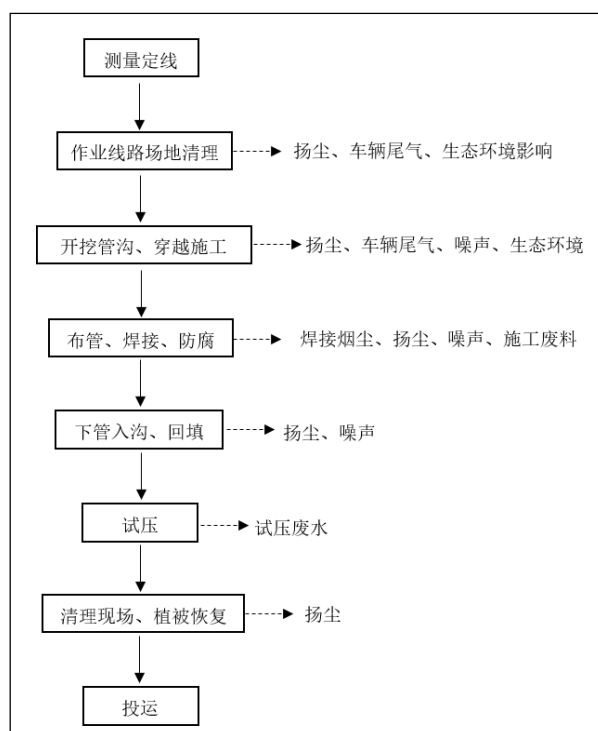 测量定线
作业线路场地清理
扬尘、车辆尾气、生态环境影响
开挖管沟、穿越施工
扬尘、车辆尾气、噪声、生态环境
布管、焊接、防腐
焊接烟尘、扬尘、噪声、施工废料
下管入沟、回填
扬尘、噪声
试压
试压废水
清理现场、植被恢复
扬尘
投运